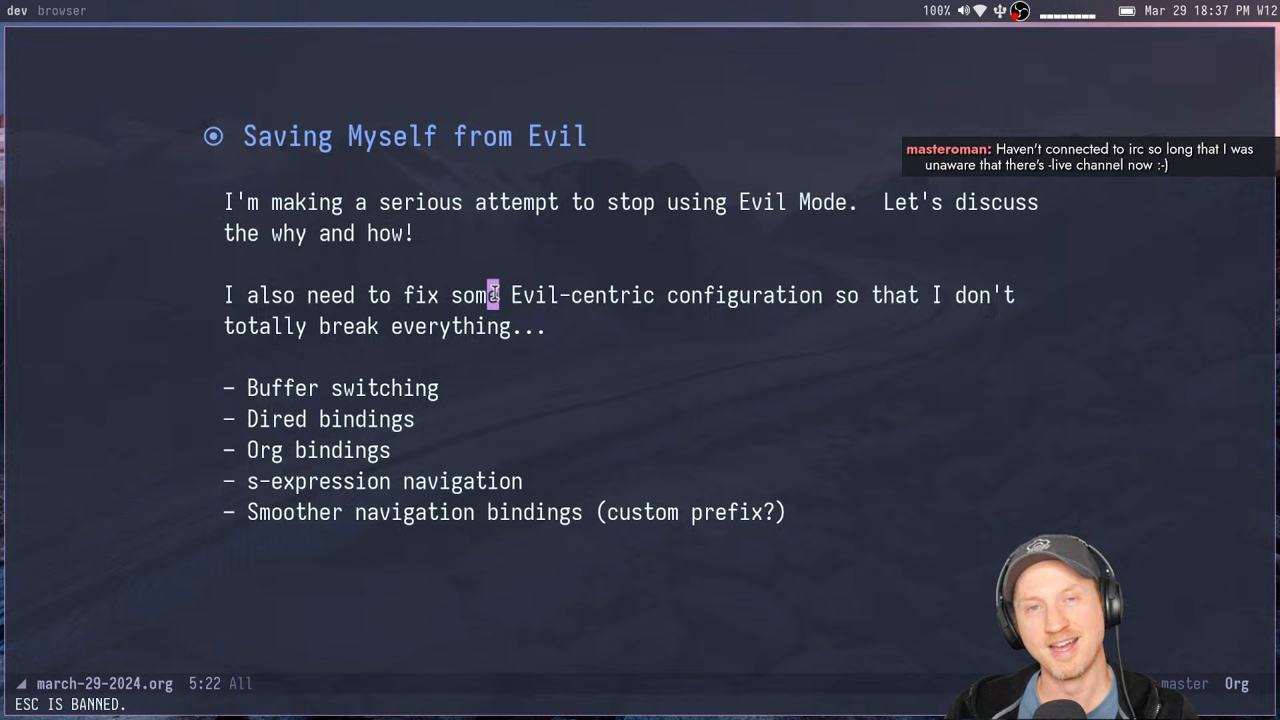 dev browser
100% Mar 29 18:37 PM W12
Saving Myself from Evil
masteroman: Haven't connected to irc so long that I was
unaware that there's -live channel now :-)
I'm making a serious attempt to stop using Evil Mode. Let's discuss
the why and how!
I also need to fix some Evil-centric configuration so that I don't
totally break everything...
- Buffer switching
- Dired bindings
- Org bindings
- s-expression navigation
- Smoother navigation bindings (custom prefix?)
march-29-2024.org 5:22 All
master Org
ESC IS BANNED.